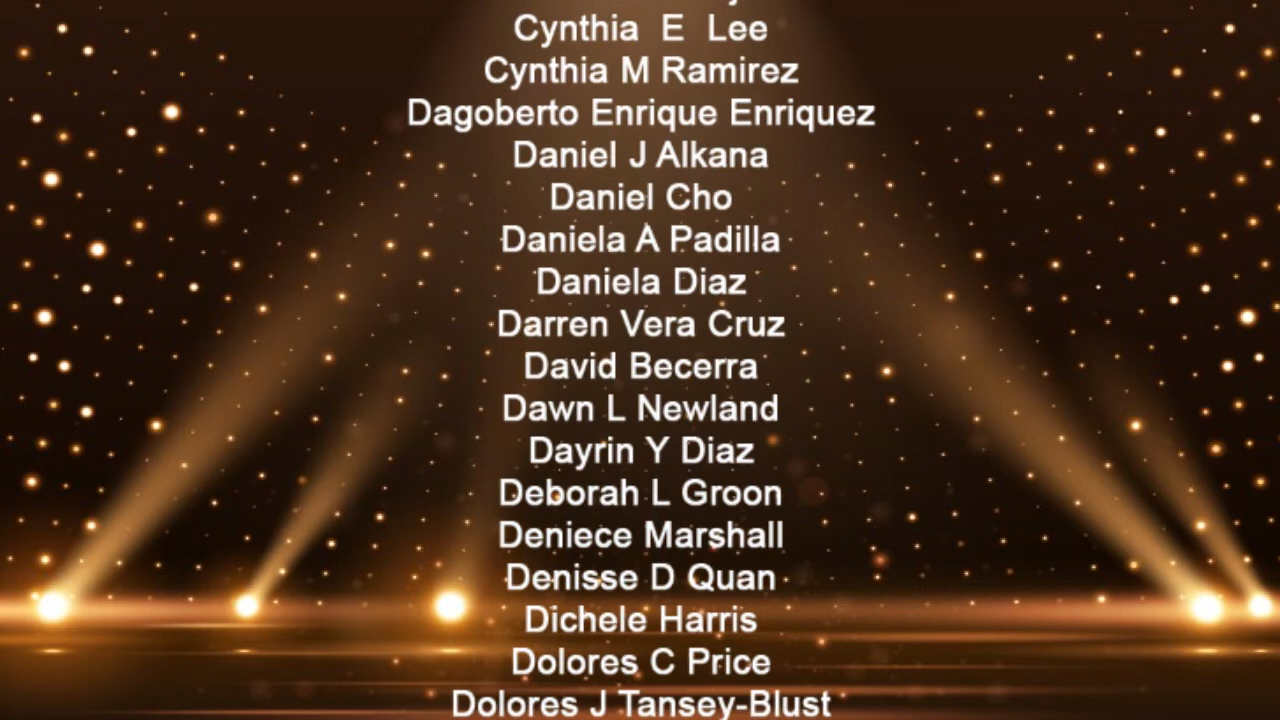 Cynthia E Lee
Cynthia M Ramirez
Dagoberto Enrique Enriquez
Daniel J Alkana
Daniel Cho
Daniela A Padilla
Daniela Diaz
Darren Vera Cruz
David Becerra
Dawn L Newland
Dayrin Y Diaz
Deborah L Groon
Deniece Marshall
Denisse D Quan
Dichele Harris
Dolores C Price
Dolores J Tansey-Blust